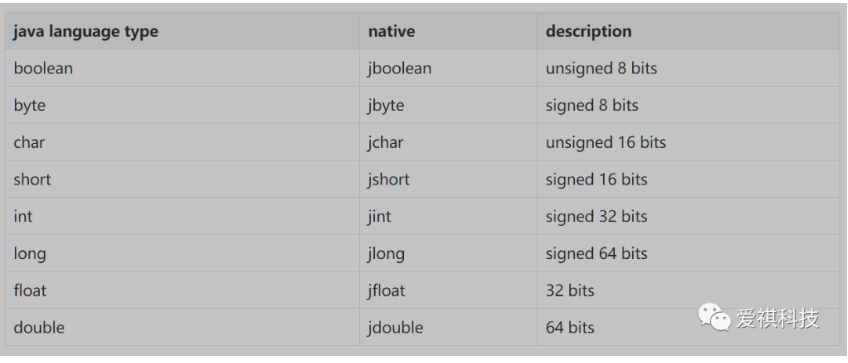 java language type native description
boolean jboolean unsigned 8 bits
byte jbyte signed 8 bits
char jchar unsigned 16 bits
short jshort signed 16 bits
int jint signed 32 bits
long jlong signed 64 bits
float jfloat 32 bits
double jdouble 64 bits
爱祺科技